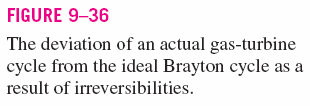 FIGURE 9–36
The deviation of an actual gas-turbine
cycle from the ideal Brayton cycle as a
result of irreversibilities.